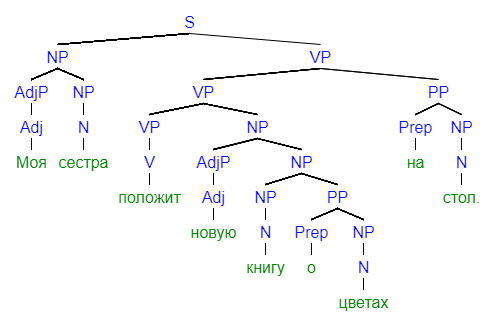 S
NP VP
AdjP NP VP PP
Adj N VP NP Prep NP
Моя сестра V AdjP NP на N
положит Adj NP PP стол.
новую N Prep NP
книгу о N
цветах